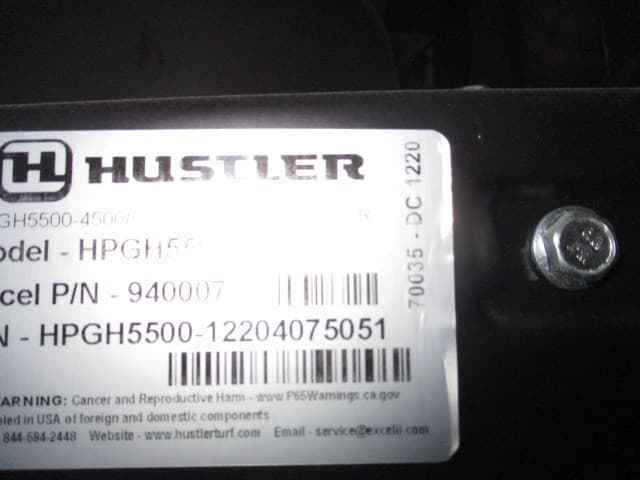 H HUSTLER
GH5500-4500 R
odel - HPGH55
cel P/N - 940007
N - HPGH5500-12204075051
ARNING: Cancer and Reproductive Harm - www.P65Warnings.ca.gov
bled in USA of foreign and domestic components
844-594-2448 Website - www.hustlerturf.com Email - service@excelii.com
70035 - DC 1220